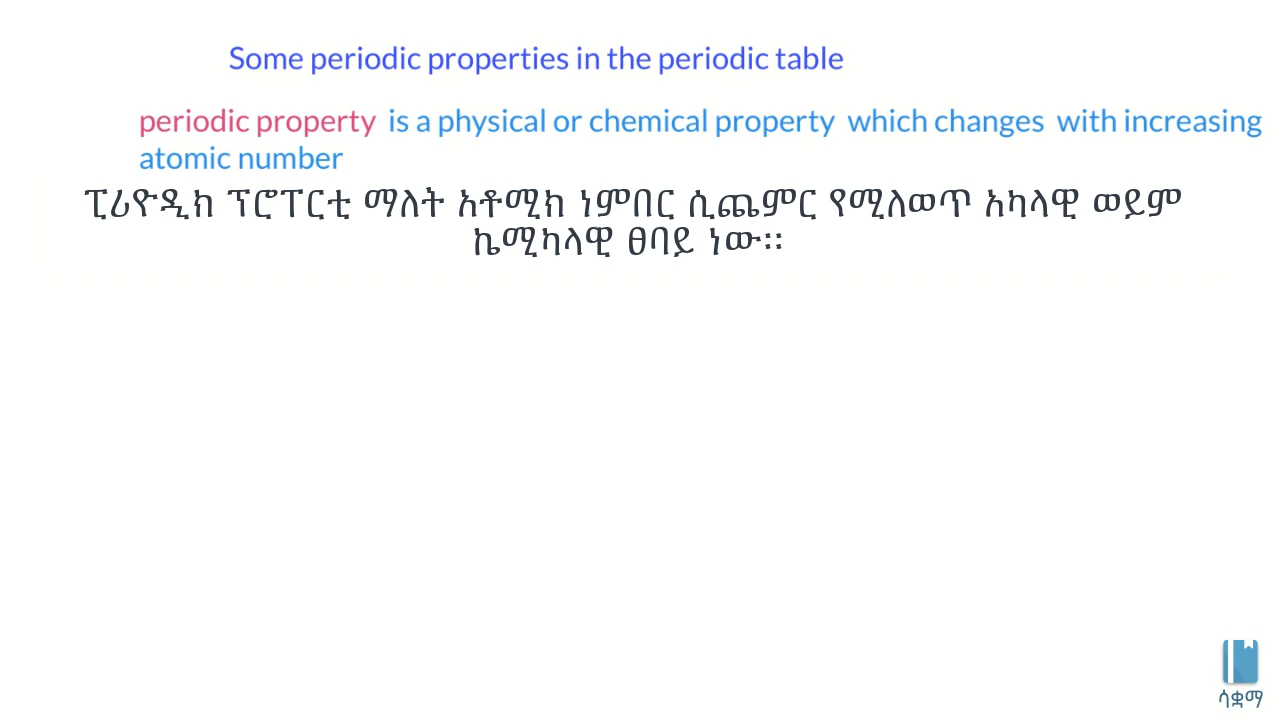 Some periodic properties in the periodic table
periodic property is a physical or chemical property which changes with increasing
atomic number
ፒሪዮዲክ ፕሮፐርቲ ማለት አቶሚክ ነምበር ሲጨምር የሚለወጥ አካላዊ ወይም
ኬሚካላዊ ፀባይ ነው።
ሳቋማ